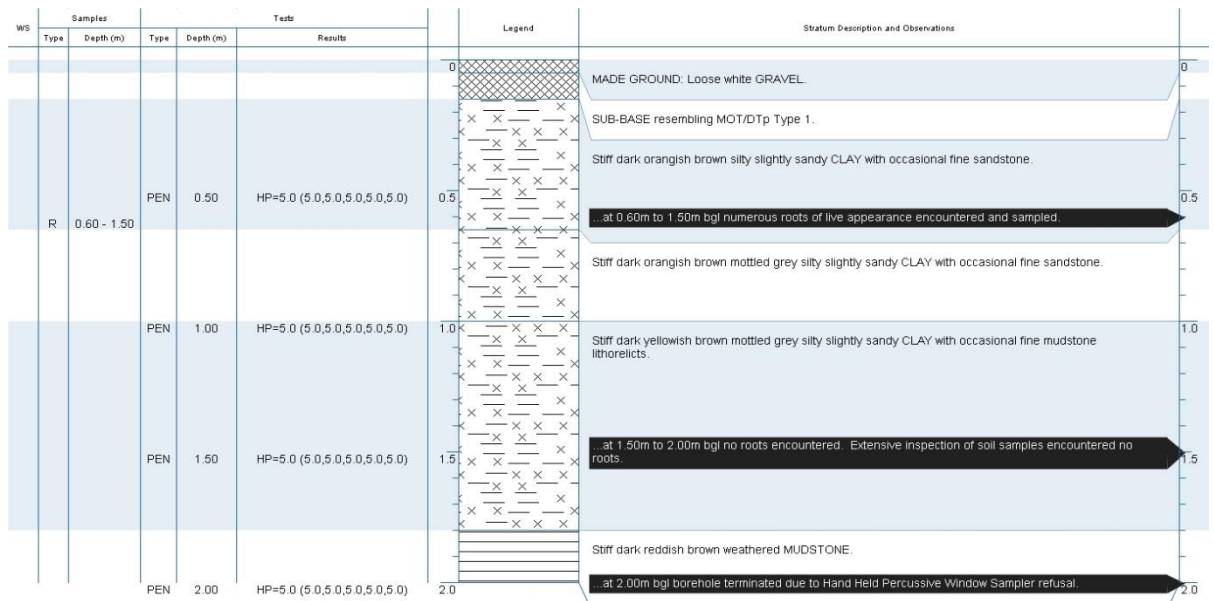 WS Samples Tests Legend Stratum Description and Observations
Type Depth (m) Type Depth (m) Results
0 0
MADE GROUND: Loose white GRAVEL.
SUB-BASE resembling MOT/DTp Type 1.
Stiff dark orangish brown silty slightly sandy CLAY with occasional fine sandstone.
PEN 0.50 HP=5.0 (5.0,5.0,5.0,5.0,5.0) 0.5 0.5
...at 0.60m to 1.50m bgl numerous roots of live appearance encountered and sampled.
R 0.60 - 1.50
Stiff dark orangish brown mottled grey silty slightly sandy CLAY with occasional fine sandstone.
PEN 1.00 HP=5.0 (5.0,5.0,5.0,5.0,5.0) 1.0 1.0
Stiff dark yellowish brown mottled grey silty slightly sandy CLAY with occasional fine mudstone
lithorelicts.
...at 1.50m to 2.00m bgl no roots encountered. Extensive inspection of soil samples encountered no
roots.
PEN 1.50 HP=5.0 (5.0,5.0,5.0,5.0,5.0) 1.5 1.5
Stiff dark reddish brown weathered MUDSTONE.
...at 2.00m bgl borehole terminated due to Hand Held Percussive Window Sampler refusal.
PEN 2.00 HP=5.0 (5.0,5.0,5.0,5.0,5.0) 2.0 2.0